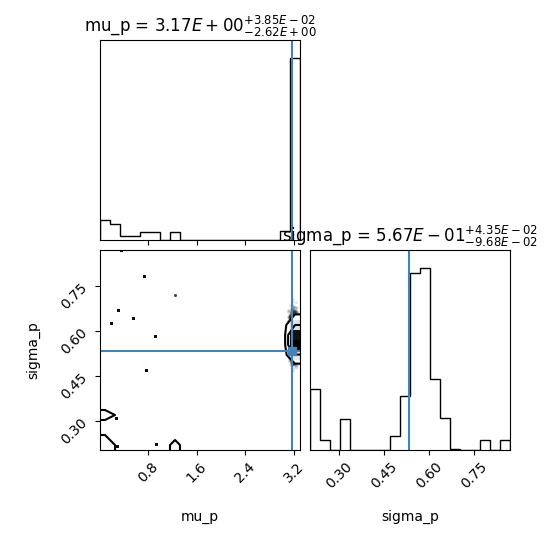 mu_p = 3.17E + 00+3.85E − 02
−2.62E + 00
sigma_p = 5.67E − 01+4.35E − 02
−9.68E − 02
0.75
0.60
0.45
0.30
sigma_p
0.8 1.6 2.4 3.2
0.30 0.45 0.60 0.75
mu_p
sigma_p